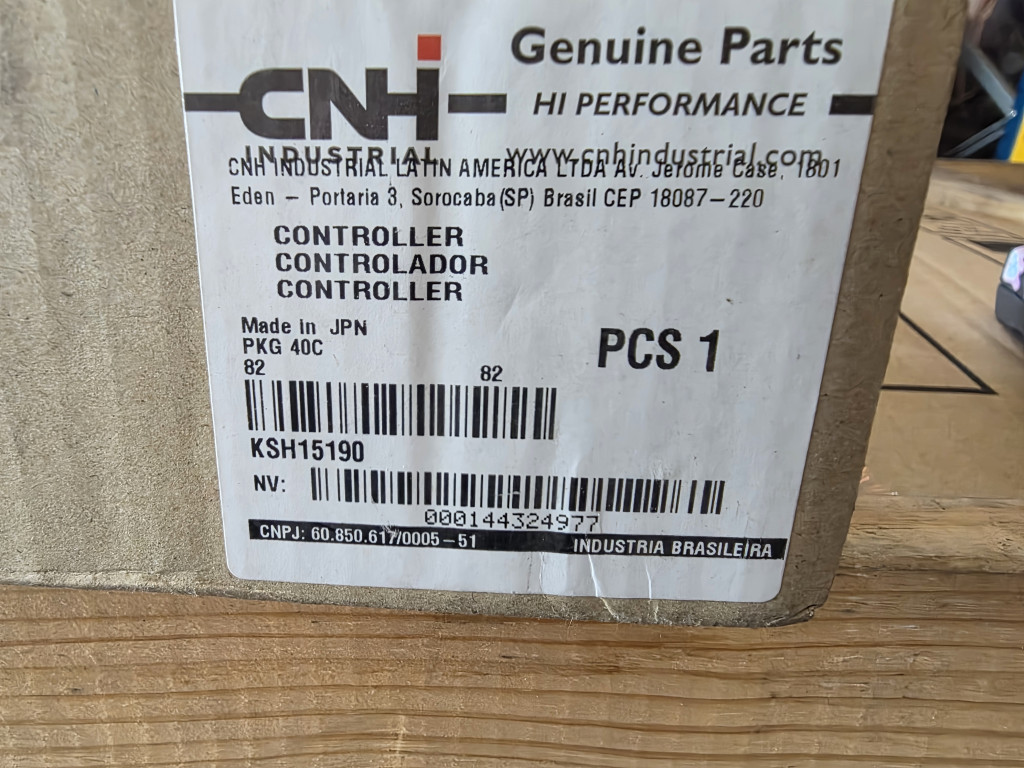 Genuine Parts
CNHi
HI PERFORMANCE
INDUSTRIAL www.cnhindustrial.com
CNH INDUSTRIAL LATIN AMERICA LTDA AV. Jerome Case, 1801
Eden - Portaria 3, Sorocaba(SP) Brasil CEP 18087-220
CONTROLLER
CONTROLADOR
CONTROLLER
Made in JPN
PKG 40C
PCS 1
82 82
KSH15190
NV:
000144324977
CNPJ: 60.850.617/0005-51 INDUSTRIA BRASILEIRA